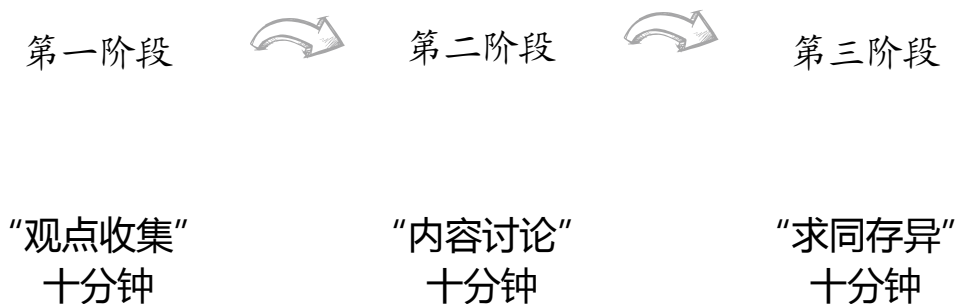 第一阶段
第二阶段
第三阶段
“观点收集”
十分钟
“内容讨论”
十分钟
“求同存异”
十分钟